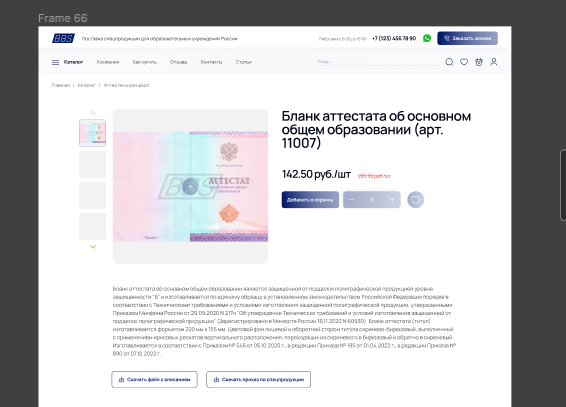 Frame 66
BBS
Поставка спецпродукции для образовательных учреждений России
Работаем с 9:00 до 18:00
+7 (123) 456 78 90
Заказать звонок
Каталог
Компания
Как купить
Отзывы
Контакты
Статьи
Главная / Каталог / Аттестаты для школ
Бланк аттестата об основном
общем образовании (арт.
11007)
BBS
АТТЕСТАТ
142.50 руб./шт
Добавить в корзину
Бланк аттестата об основном общем образовании является защищенной от подделок полиграфической продукцией уровня
защищенности "Б" и изготавливается по единому образцу в установленном законодательством Российской Федерации порядке в
соответствии с Техническими требованиями и условиями изготовления защищенной полиграфической продукции, утвержденными
Приказом Минфина России от 29.09.2020 N 217н "Об утверждении Технических требований и условий изготовления защищенной от
подделок полиграфической продукции" (Зарегистрировано в Минюсте России 18.11.2020 N 60930). Бланк аттестата (титул)
изготавливается форматом 220 мм х 155 мм. Цветовой фон лицевой и оборотной сторон титула сиренево-бирюзовый, выполненный
с применением ирисовых раскатов вертикального расположения, переходящих из сиреневого в бирюзовый и обратно в сиреневый.
Изготавливается в соответствии с Приказом № 545 от 05.10.2020 г., в редакции Приказа № 195 от 01.04.2022 г., в редакции Приказа №
890 от 07.10.2022 г.
Скачать файл с описанием
Скачать приказ по спецпродукции